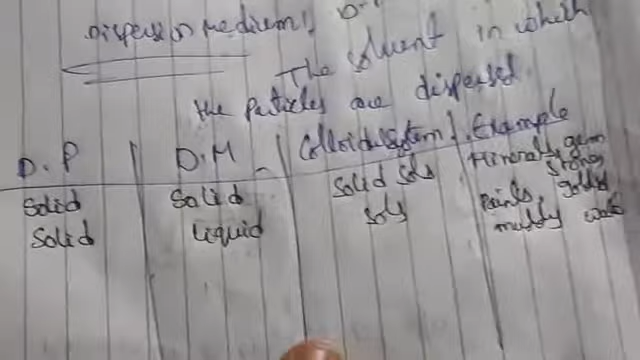 Dispersion medium:
The solvent in which
the particles are dispersed.
D.P | D.M | Colloidal system | Example
Solid Solid Solid sols Minerals, gem stones
Solid Liquid Sols Paints, muddy